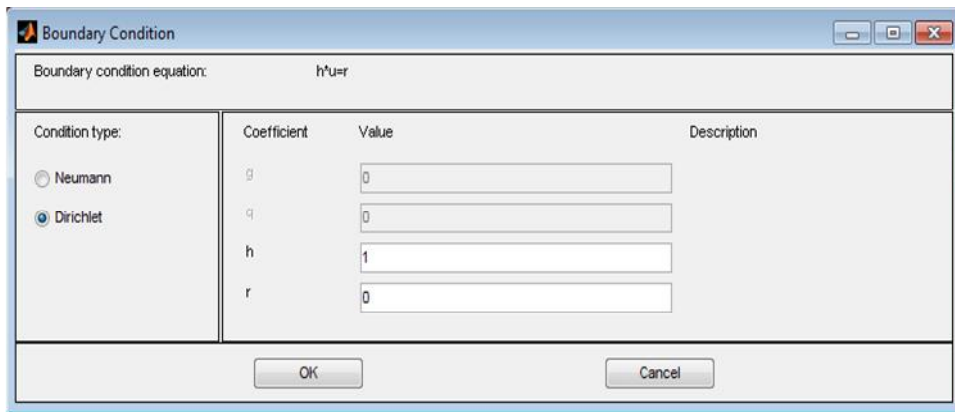 Boundary Condition
Boundary condition equation: h*u=r
Condition type:
Neumann
Dirichlet
Coefficient Value Description
g 0
q 0
h 1
r 0
OK Cancel